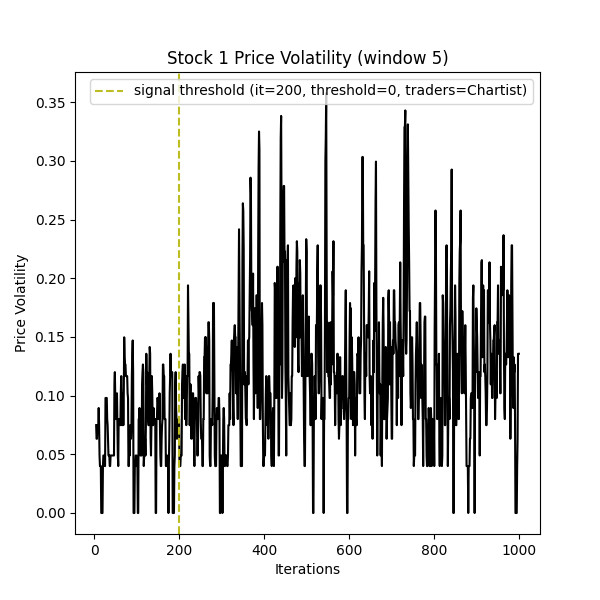 Stock 1 Price Volatility (window 5)
signal threshold (it=200, threshold=0, traders=Chartist)
Price Volatility
0.35
0.30
0.25
0.20
0.15
0.10
0.05
0.00
0 200 400 600 800 1000
Iterations